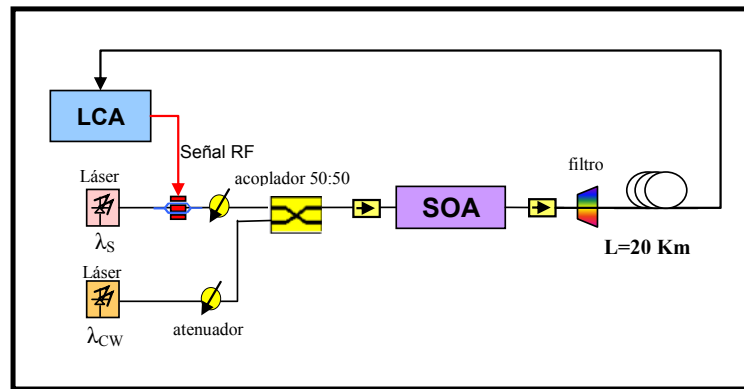 LCA
Señal RF
Láser
acoplador 50:50
filtro
SOA
λS
L=20 Km
Láser
atenuador
λCW